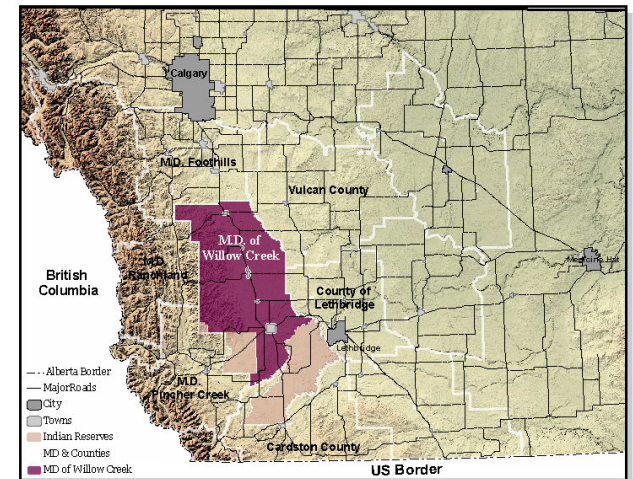 Calgary
M.D. Foothills
Vulcan County
M.D. of
Willow Creek
M.D.
Ranchland
British
Columbia
Medicine Hat
County of
Lethbridge
Lethbridge
M.D.
Pincher Creek
Cardston County
US Border
Alberta Border
MajorRoads
City
Towns
Indian Reserves
MD & Counties
MD of Willow Creek